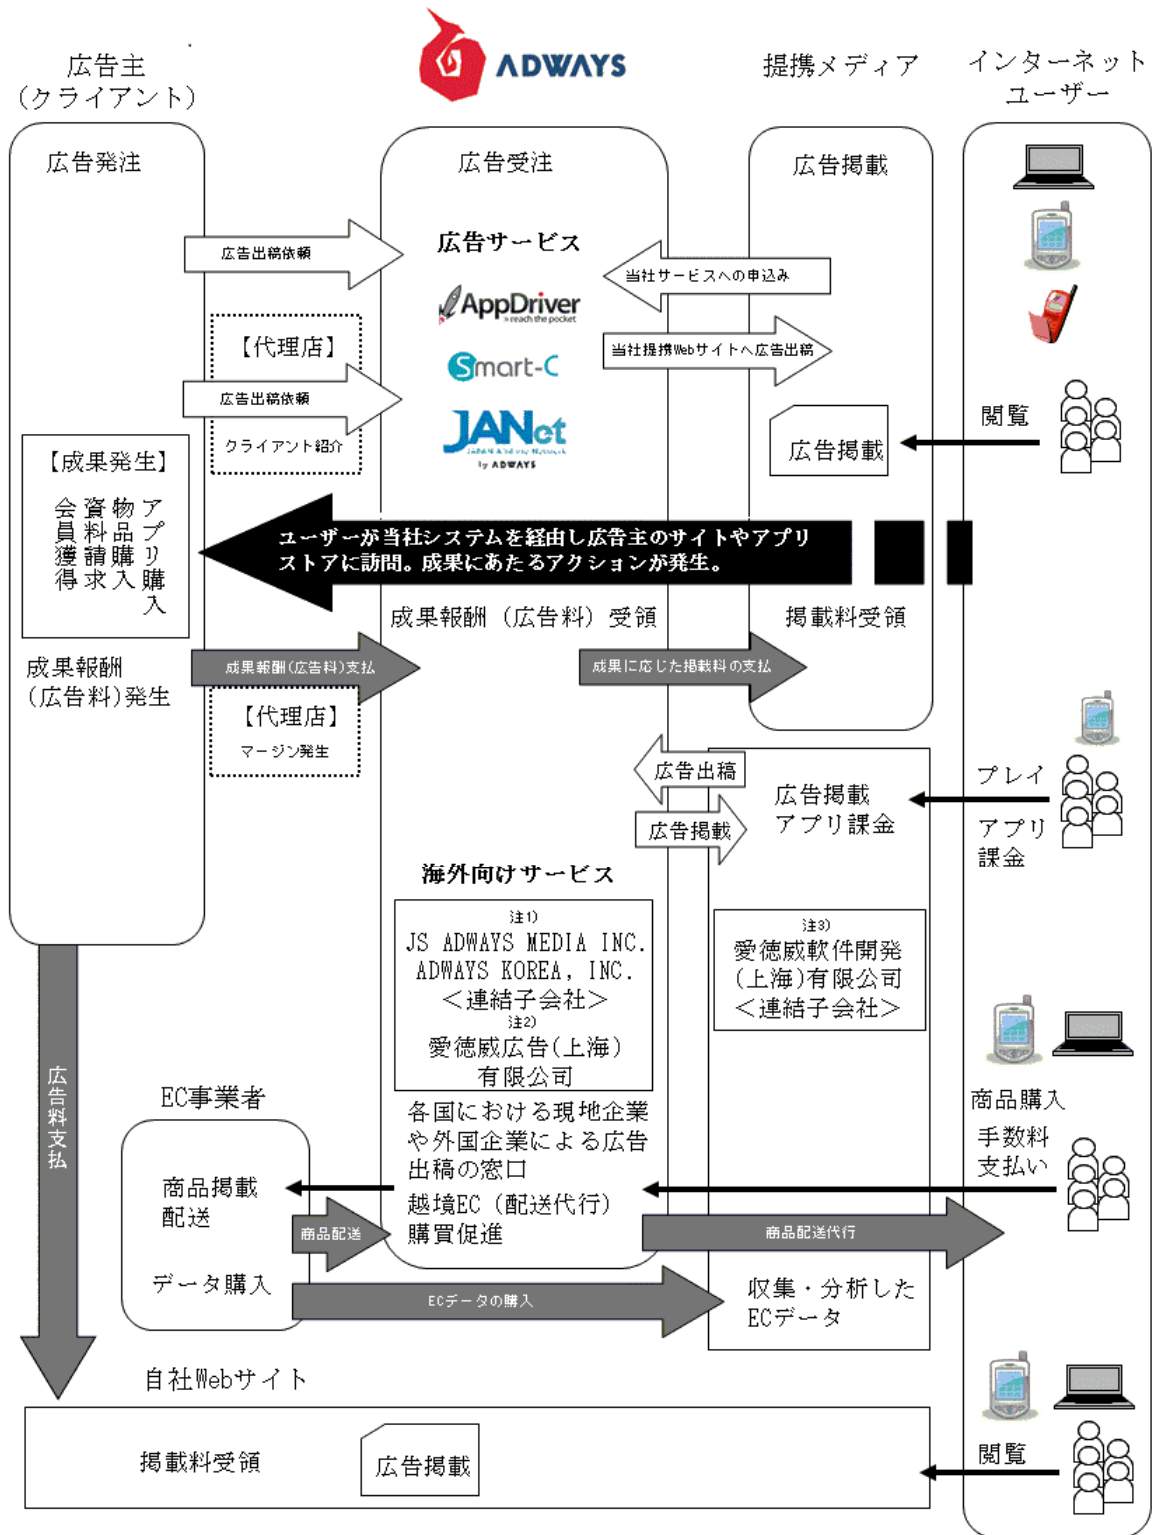 広告主
(クライアント)
ADWAYS
提携メディア
インターネット
ユーザー
広告発注
広告受注
広告掲載
広告サービス
広告出稿依頼
当社サービスへの申込み
AppDriver
reach the pocket
【代理店】
当社提携Webサイトへ広告出稿
Smart-C
広告出稿依頼
クライアント紹介
JANet
by ADWAYS
広告掲載
閲覧
【成果発生】
会員獲得
資料請求
物品購入
アプリ購入
ユーザーが当社システムを経由し広告主のサイトやアプリ
ストアに訪問。成果にあたるアクションが発生。
成果報酬(広告料)受領
掲載料受領
成果報酬
(広告料)発生
成果報酬(広告料)支払
成果に応じた掲載料の支払
【代理店】
マージン発生
広告出稿
広告掲載
広告掲載
アプリ課金
プレイ
アプリ
課金
海外向けサービス
注1)
JS ADWAYS MEDIA INC.
ADWAYS KOREA, INC.
＜連結子会社＞
注2)
愛徳威広告(上海)
有限公司
注3)
愛徳威軟件開発
(上海)有限公司
＜連結子会社＞
広告料支払
EC事業者
各国における現地企業
や外国企業による広告
出稿の窓口
越境EC(配送代行)
購買促進
商品購入
手数料
支払い
商品掲載
配送
商品配送
商品配送代行
データ購入
ECデータの購入
収集・分析した
ECデータ
自社Webサイト
掲載料受領
広告掲載
閲覧